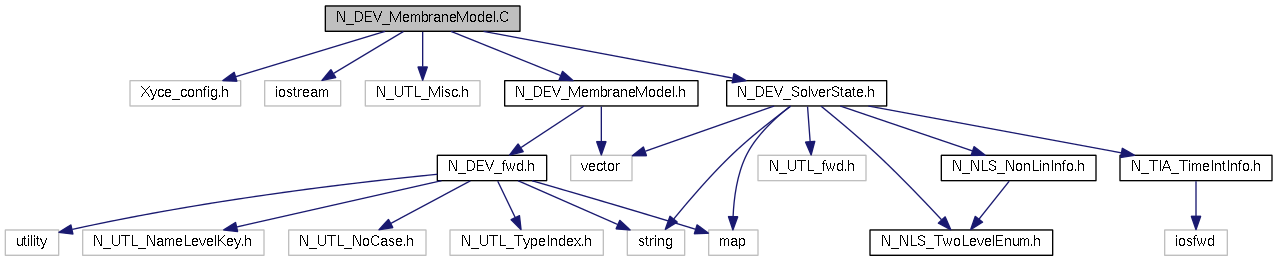 N_DEV_MembraneModel.C
Xyce_config.h
iostream
N_UTL_Misc.h
N_DEV_MembraneModel.h
N_DEV_SolverState.h
N_DEV_fwd.h
vector
N_UTL_fwd.h
N_NLS_NonLinInfo.h
N_TIA_TimeIntInfo.h
utility
N_UTL_NameLevelKey.h
N_UTL_NoCase.h
N_UTL_TypeIndex.h
string
map
N_NLS_TwoLevelEnum.h
iosfwd